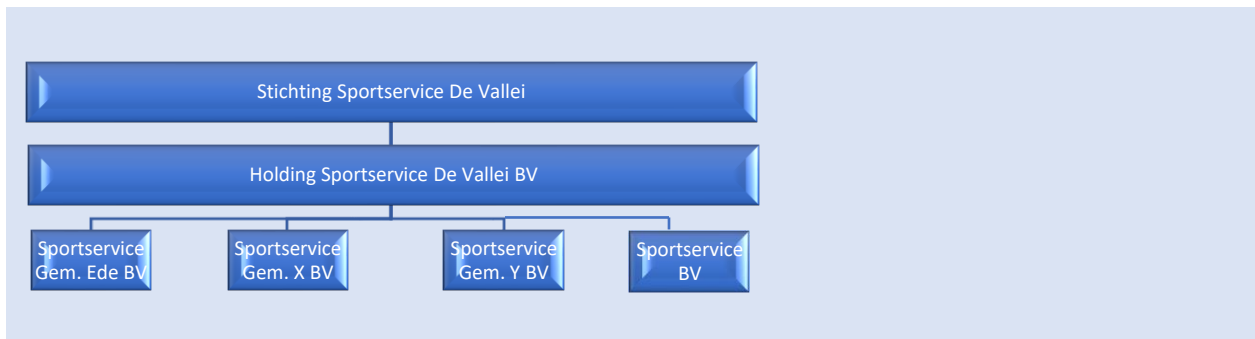 Stichting Sportservice De Vallei
Holding Sportservice De Vallei BV
Sportservice
Gem. Ede BV
Sportservice
Gem. X BV
Sportservice
Gem. Y BV
Sportservice
BV